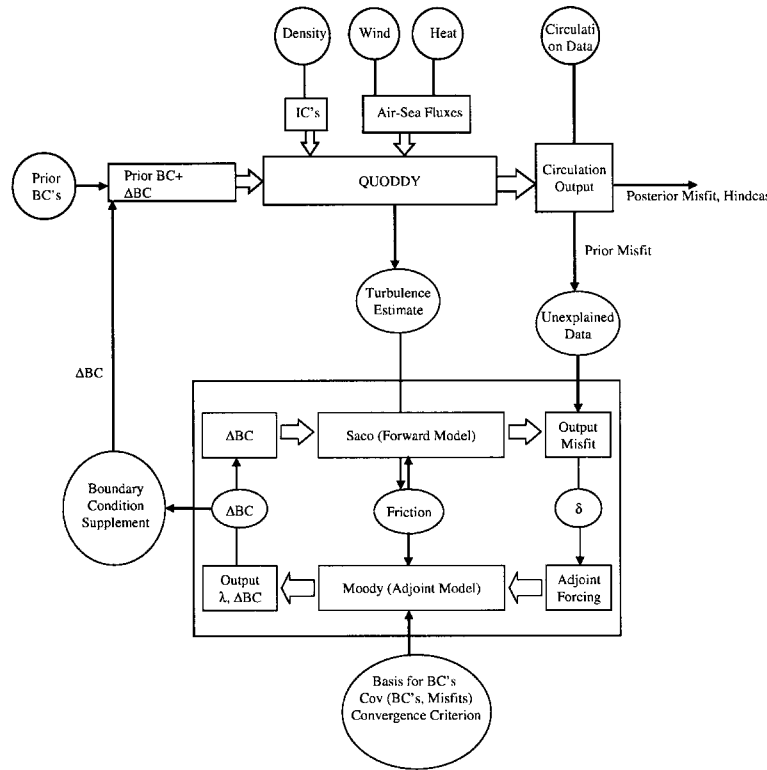 Density
Wind
Heat
Circulati
on Data
IC's
Air-Sea Fluxes
Prior
BC's
Prior BC+
ΔBC
QUODDY
Circulation
Output
Posterior Misfit, Hindcas
Prior Misfit
Turbulence
Estimate
Unexplained
Data
ΔBC
ΔBC
Saco (Forward Model)
Output
Misfit
Boundary
Condition
Supplement
ΔBC
Friction
δ
Output
λ, ΔBC
Moody (Adjoint Model)
Adjoint
Forcing
Basis for BC's
Cov (BC's, Misfits)
Convergence Criterion